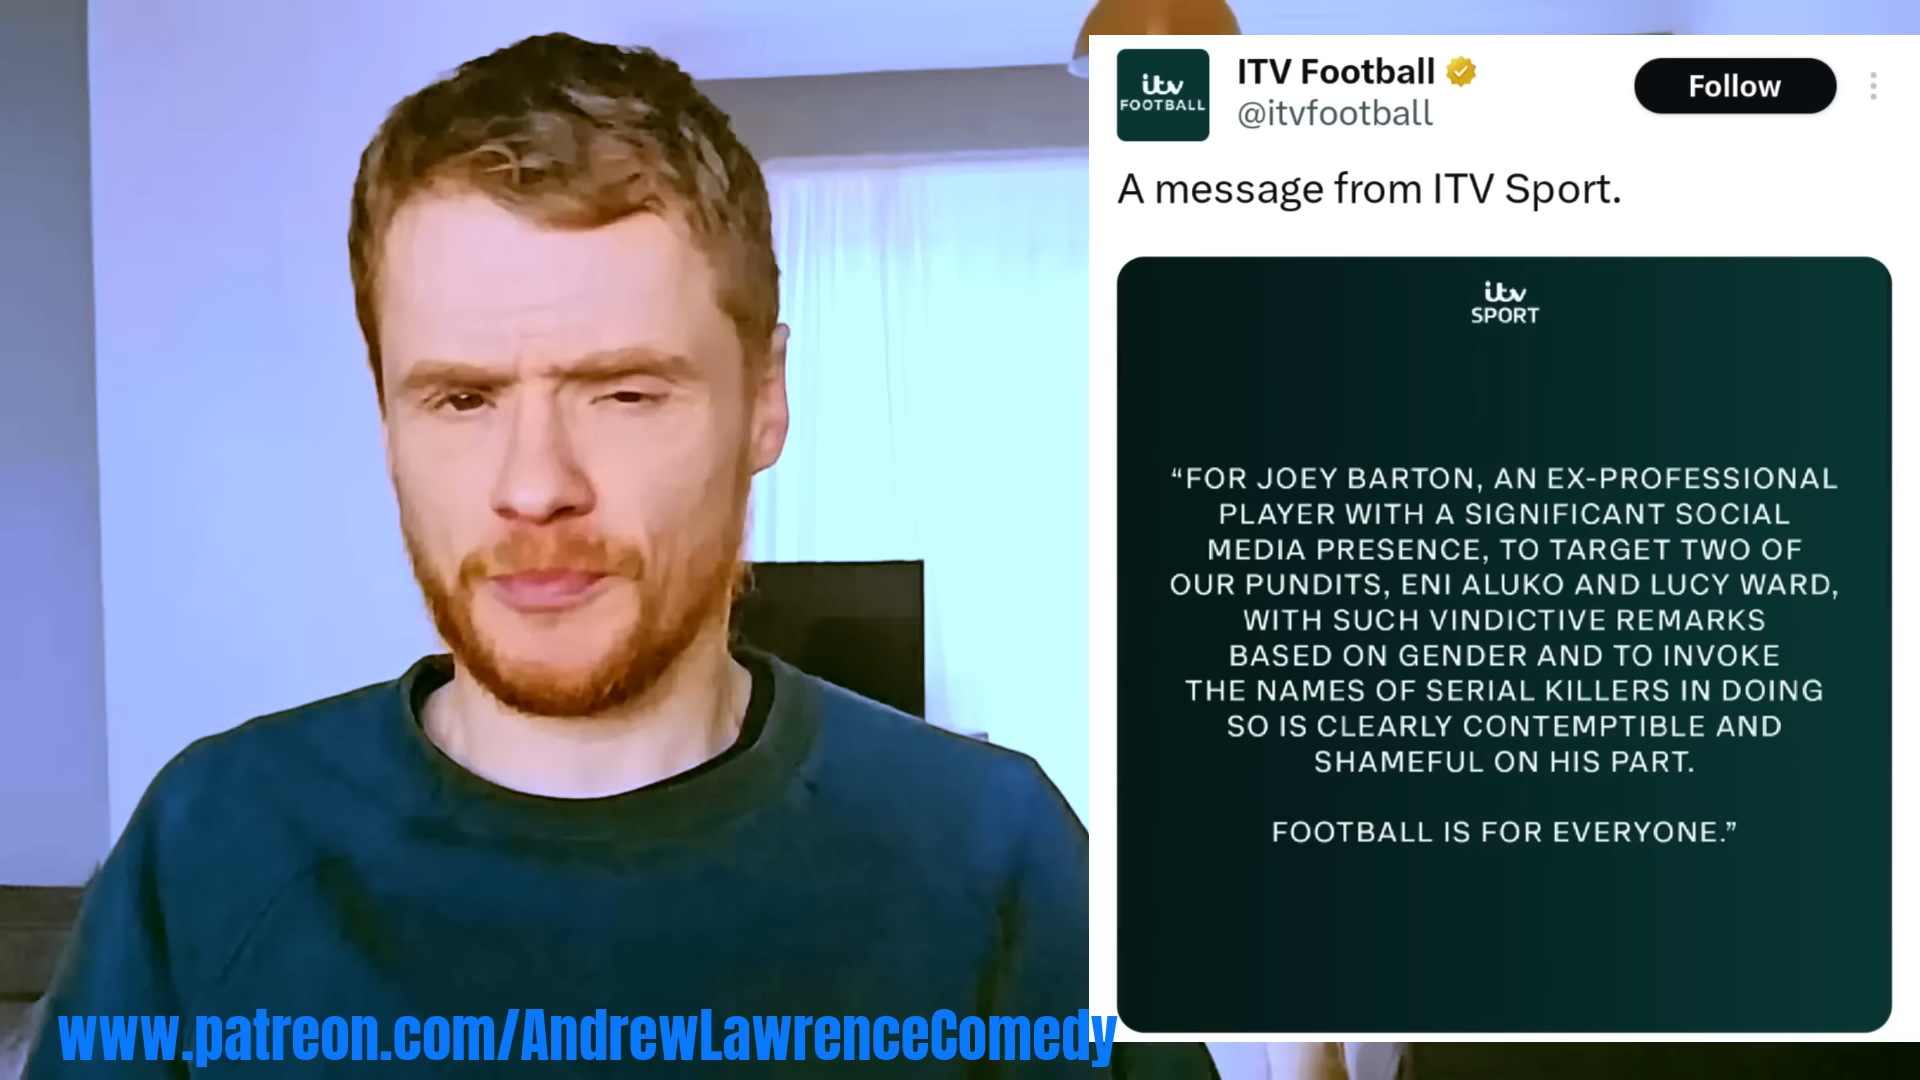 itv
FOOTBALL
ITV Football
@itvfootball
Follow
A message from ITV Sport.
itv
SPORT
“FOR JOEY BARTON, AN EX-PROFESSIONAL
PLAYER WITH A SIGNIFICANT SOCIAL
MEDIA PRESENCE, TO TARGET TWO OF
OUR PUNDITS, ENI ALUKO AND LUCY WARD,
WITH SUCH VINDICTIVE REMARKS
BASED ON GENDER AND TO INVOKE
THE NAMES OF SERIAL KILLERS IN DOING
SO IS CLEARLY CONTEMPTIBLE AND
SHAMEFUL ON HIS PART.
FOOTBALL IS FOR EVERYONE.”
www.patreon.com/AndrewLawrenceComedy